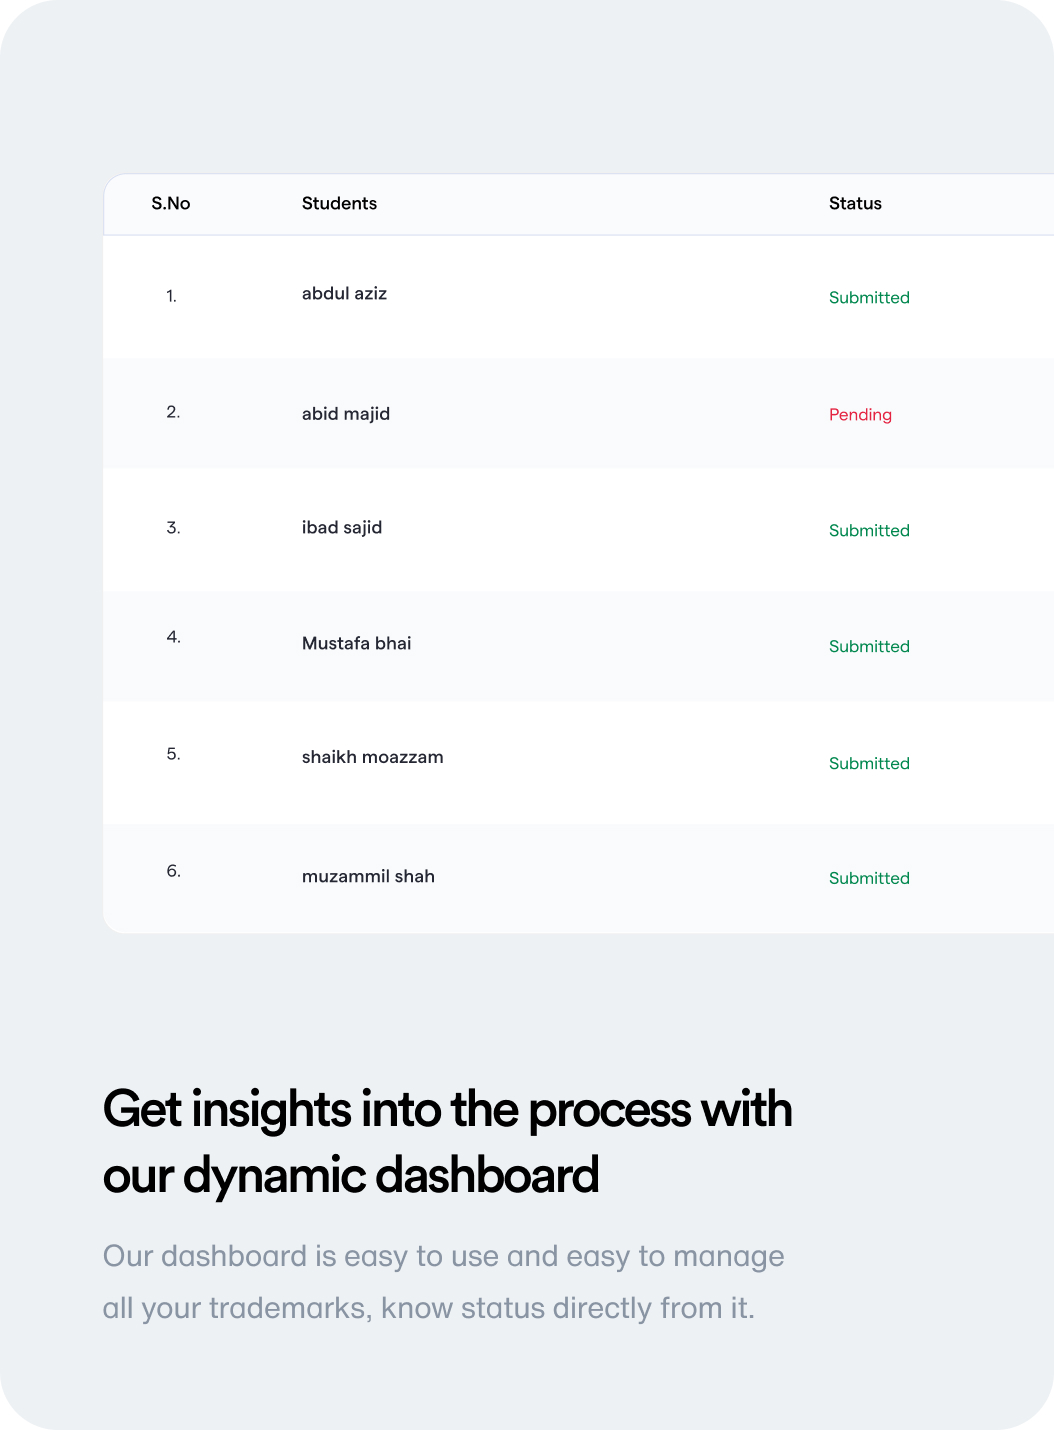 S.No Students Status
1. abdul aziz Submitted
2. abid majid Pending
3. ibad sajid Submitted
4. Mustafa bhai Submitted
5. shaikh moazzam Submitted
6. muzammil shah Submitted
Get insights into the process with
our dynamic dashboard
Our dashboard is easy to use and easy to manage
all your trademarks, know status directly from it.